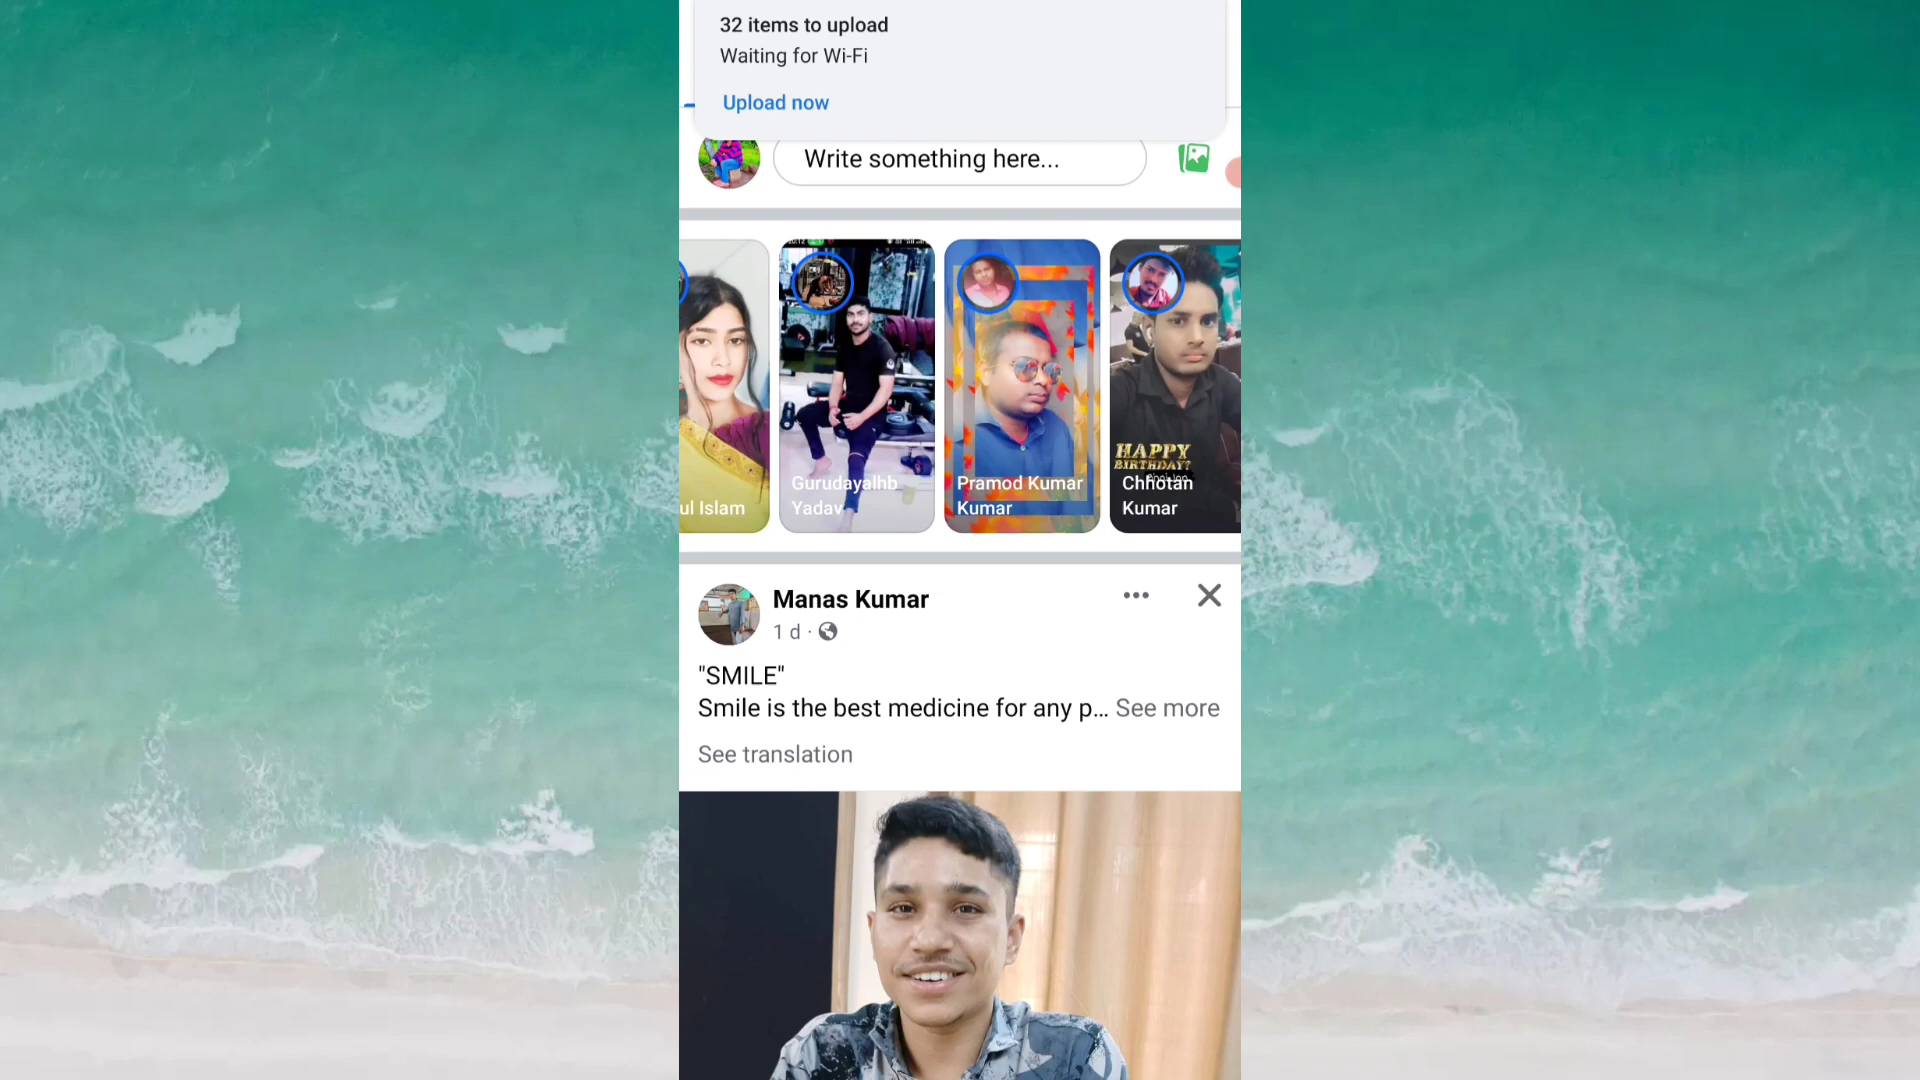 32 items to upload
Waiting for Wi-Fi
Upload now
Write something here...
ul Islam
Gurudayalhb
Yadav
Pramod Kumar
Kumar
HAPPY
BIRTHDAY!
Chhotan
Kumar
Manas Kumar
1 d ·
"SMILE"
Smile is the best medicine for any p... See more
See translation